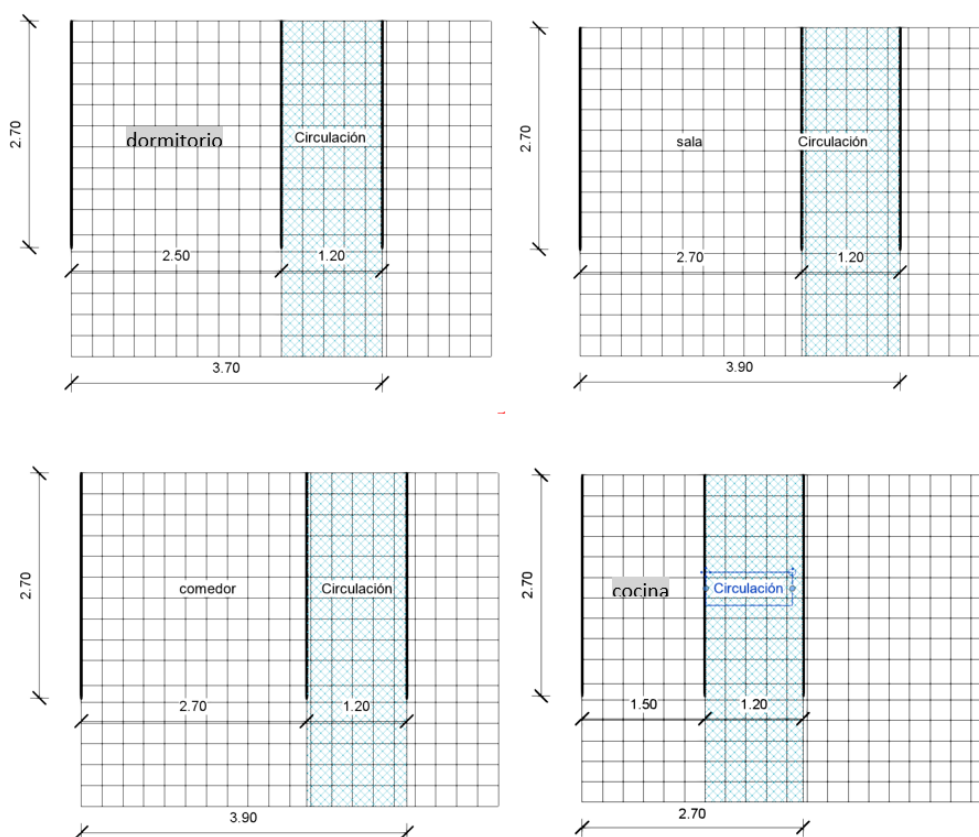 2.70
dormitorio
Circulación
2.50
1.20
3.70
2.70
sala
Circulación
2.70
1.20
3.90
2.70
comedor
Circulación
2.70
1.20
3.90
2.70
cocina
Circulación
1.50
1.20
2.70